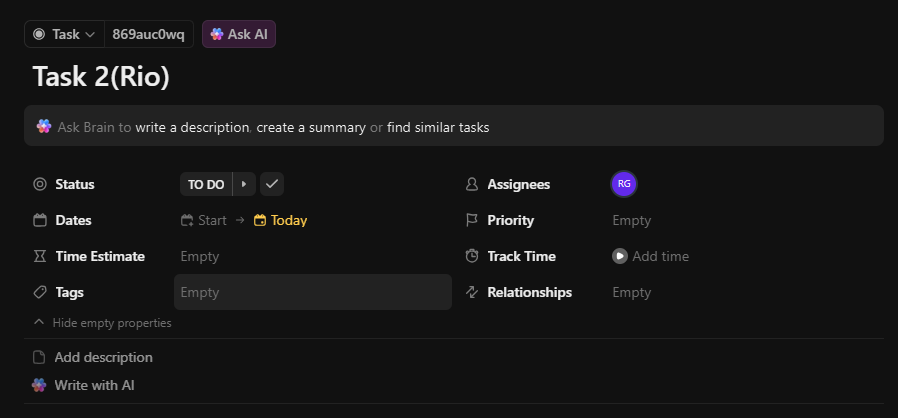 Task 869auc0wq Ask AI
Task 2(Rio)
Ask Brain to write a description, create a summary or find similar tasks
Status TO DO Assignees RG
Dates Start → Today Priority Empty
Time Estimate Empty Track Time Add time
Tags Empty Relationships Empty
Hide empty properties
Add description
Write with AI